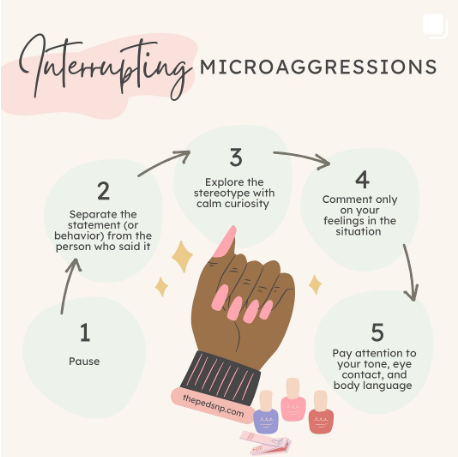 Interrupting MICROAGGRESSIONS
1
Pause
2
Separate the
statement (or
behavior) from the
person who said it
3
Explore the
stereotype with
calm curiosity
4
Comment only
on your
feelings in the
situation
5
Pay attention to
your tone, eye
contact, and
body language
thepedsnp.com